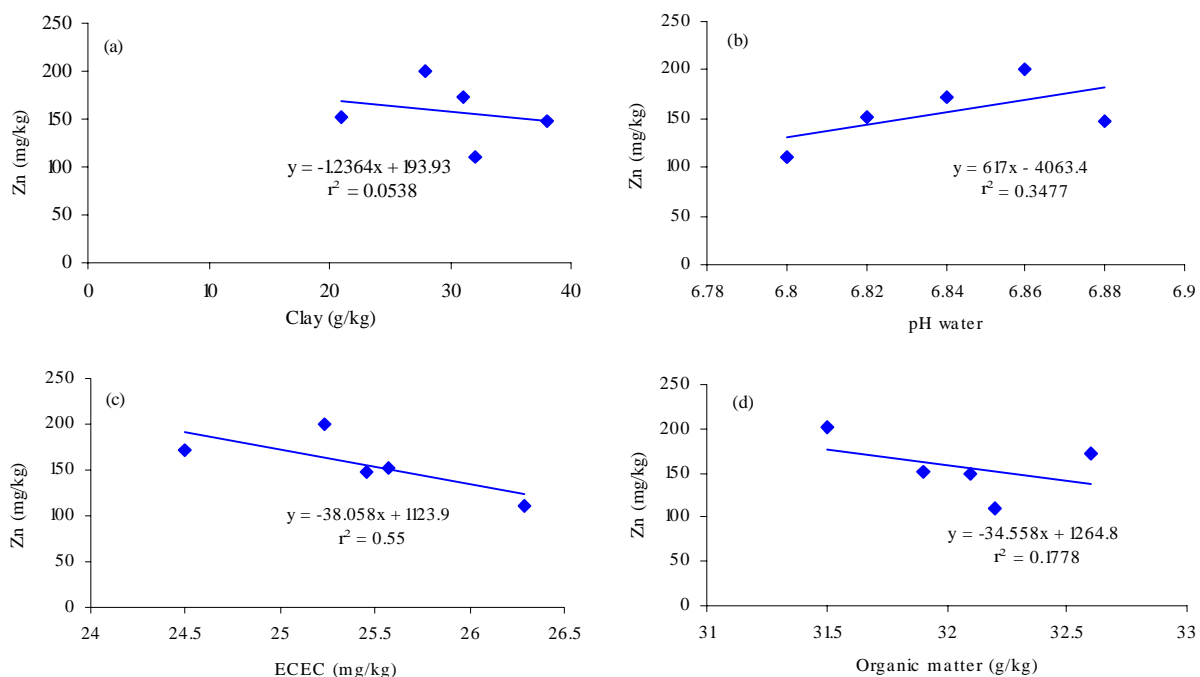 (a)
250
200
150
100
50
0
Zn (mg/kg)
y = -1.2364x + 193.93
r² = 0.0538
0 10 20 30 40
Clay (g/kg)
(b)
250
200
150
100
50
0
Zn (mg/kg)
y = 617x - 4063.4
r² = 0.3477
6.78 6.8 6.82 6.84 6.86 6.88 6.9
pH water
(c)
250
200
150
100
50
0
Zn (mg/kg)
y = -38.058x + 1123.9
r² = 0.55
24 24.5 25 25.5 26 26.5
ECEC (mg/kg)
(d)
250
200
150
100
50
0
Zn (mg/kg)
y = -34.558x + 1264.8
r² = 0.1778
31 31.5 32 32.5 33
Organic matter (g/kg)